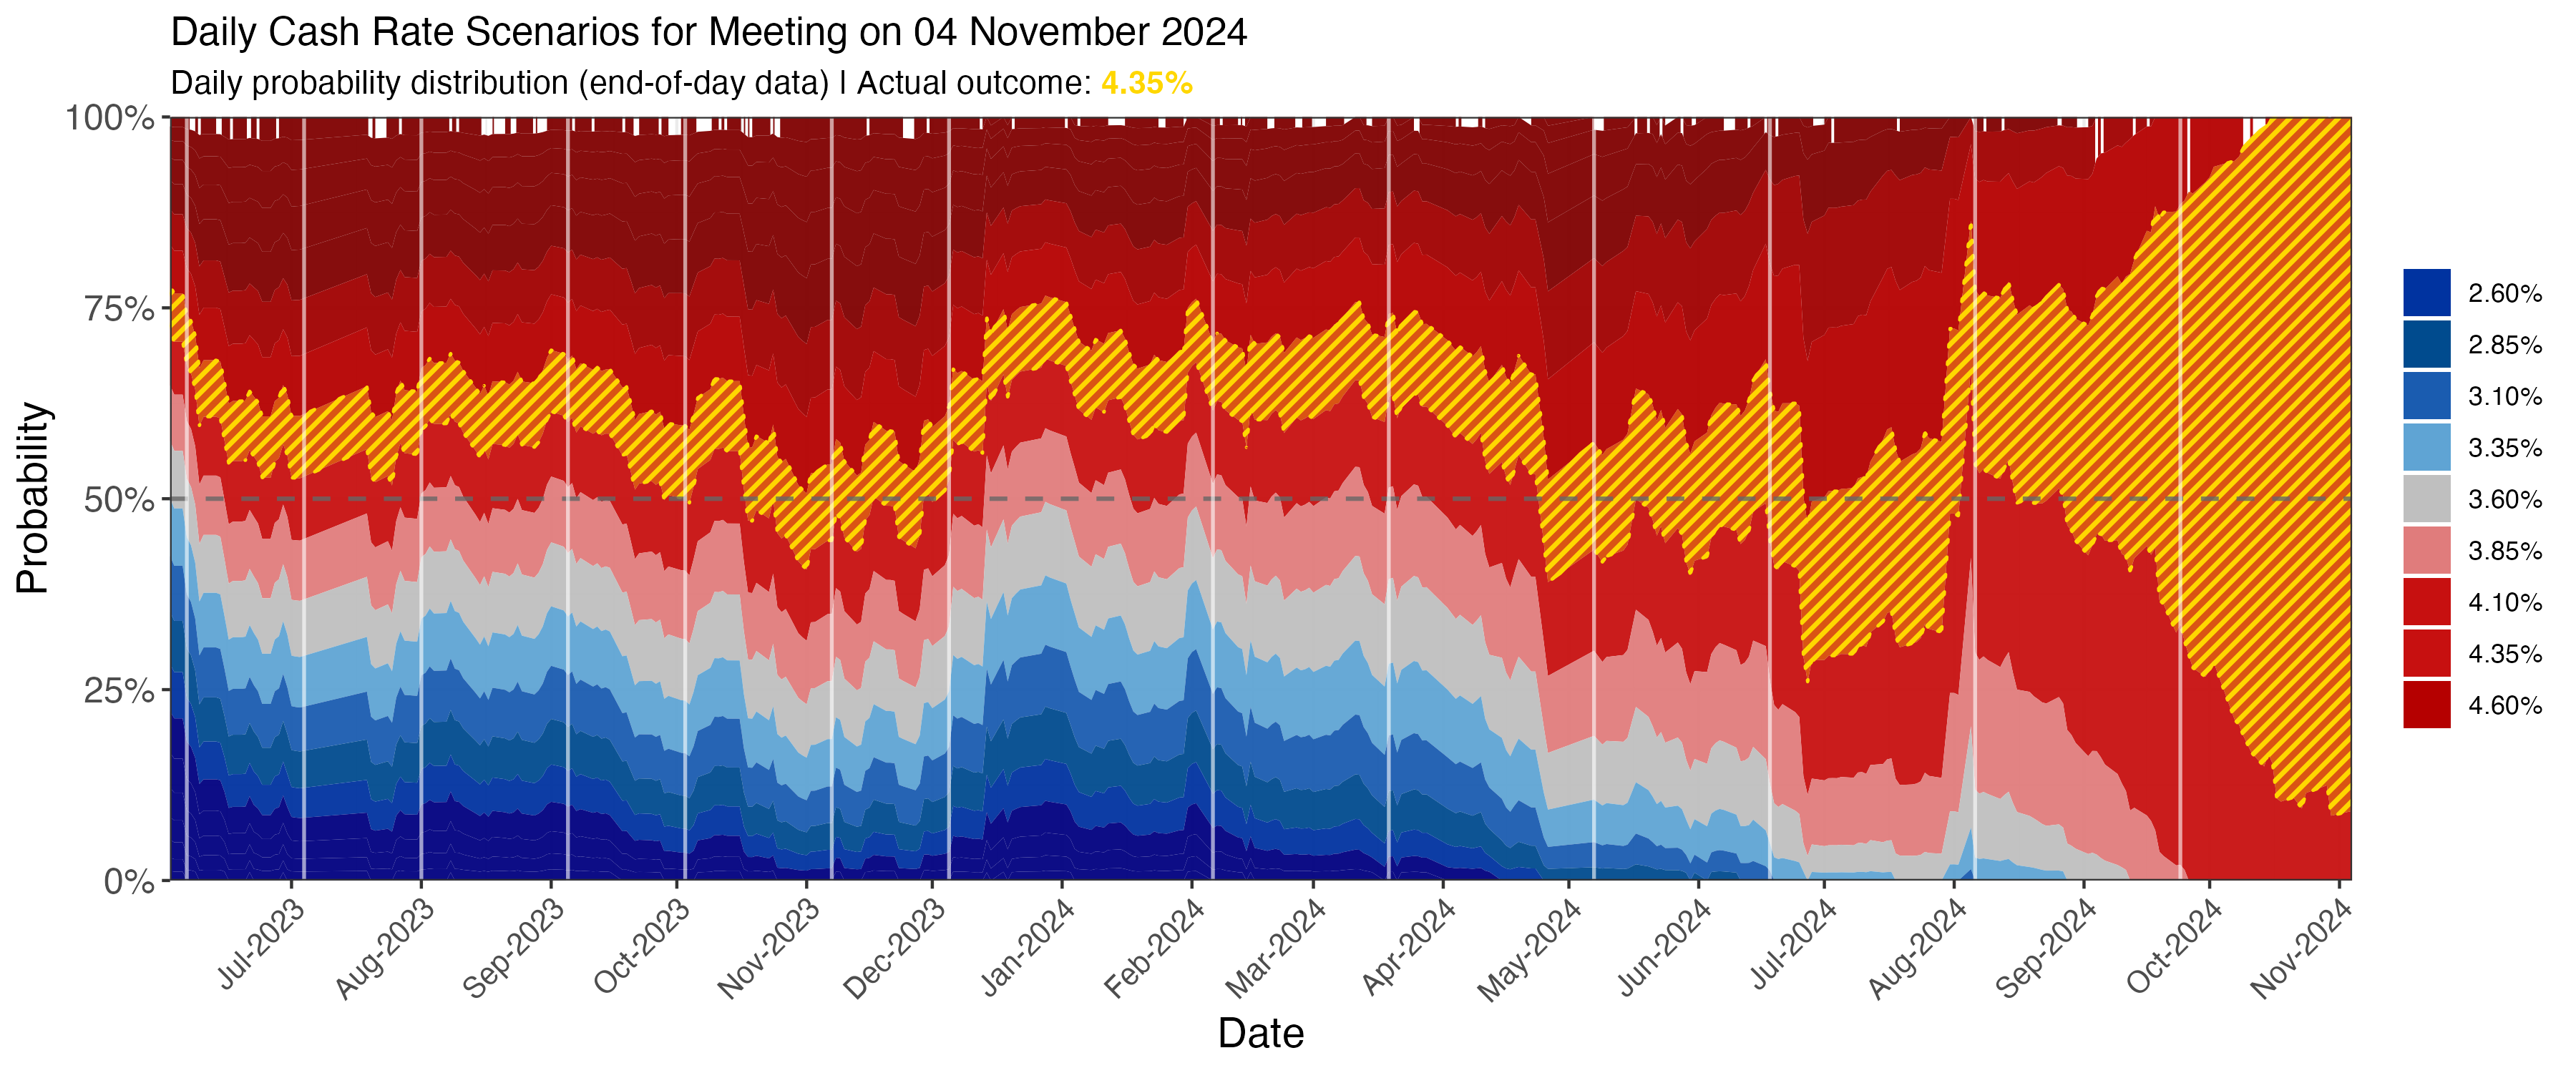 Daily Cash Rate Scenarios for Meeting on 04 November 2024
Daily probability distribution (end-of-day data) | Actual outcome: 4.35%
Probability
100%
75%
50%
25%
0%
Jul-2023
Aug-2023
Sep-2023
Oct-2023
Nov-2023
Dec-2023
Jan-2024
Feb-2024
Mar-2024
Apr-2024
May-2024
Jun-2024
Jul-2024
Aug-2024
Sep-2024
Oct-2024
Nov-2024
Date
2.60%
2.85%
3.10%
3.35%
3.60%
3.85%
4.10%
4.35%
4.60%